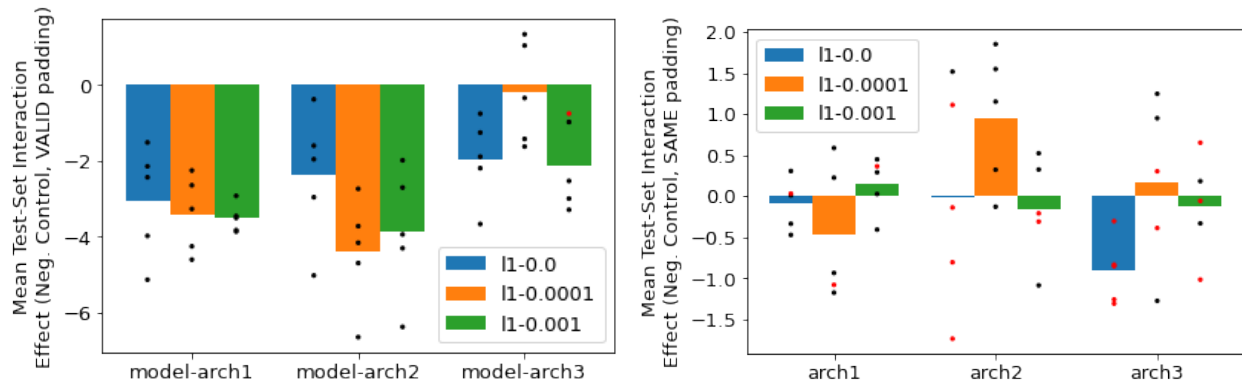 Mean Test-Set Interaction
Effect (Neg. Control, VALID padding)
0
−2
−4
−6
l1-0.0
l1-0.0001
l1-0.001
model-arch1 model-arch2 model-arch3
Mean Test-Set Interaction
Effect (Neg. Control, SAME padding)
2.0
1.5
1.0
0.5
0.0
−0.5
−1.0
−1.5
l1-0.0
l1-0.0001
l1-0.001
arch1 arch2 arch3